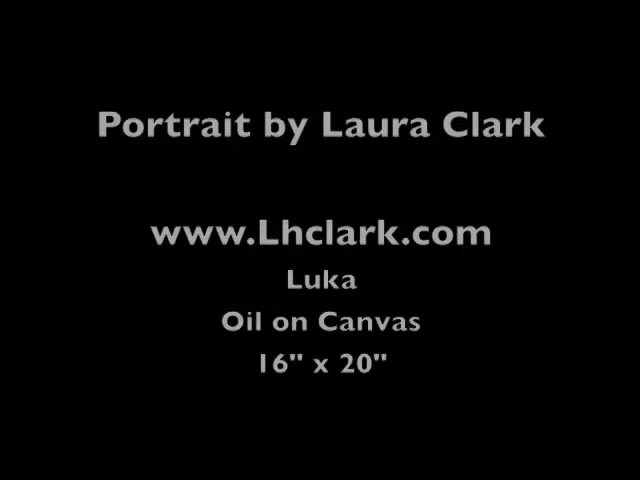 Portrait by Laura Clark
www.Lhclark.com
Luka
Oil on Canvas
16" x 20"